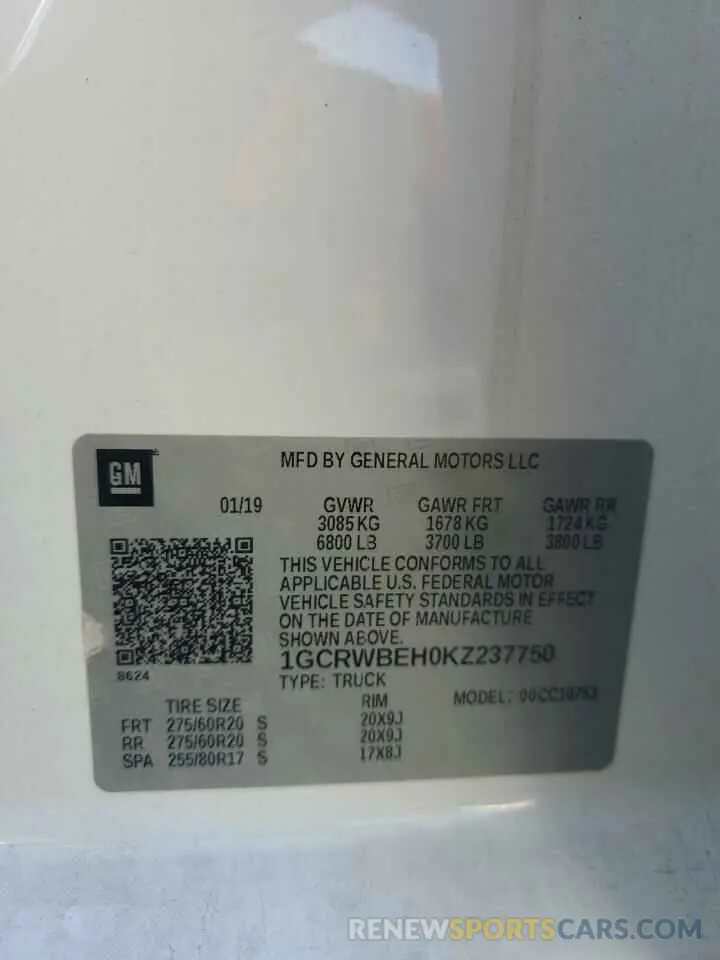 GM
MFD BY GENERAL MOTORS LLC
01/19 GVWR GAWR FRT GAWR RR
3085 KG 1678 KG 1724 KG
6800 LB 3700 LB 3800 LB
THIS VEHICLE CONFORMS TO ALL
APPLICABLE U.S. FEDERAL MOTOR
VEHICLE SAFETY STANDARDS IN EFFECT
ON THE DATE OF MANUFACTURE
SHOWN ABOVE.
1GCRWBEH0KZ237750
8624
TYPE: TRUCK
TIRE SIZE RIM MODEL:
FRT 275/60R20 S 20X9J
RR 275/60R20 S 20X9J
SPA 255/80R17 S 17X8J
RENEWSPORTSCARS.COM